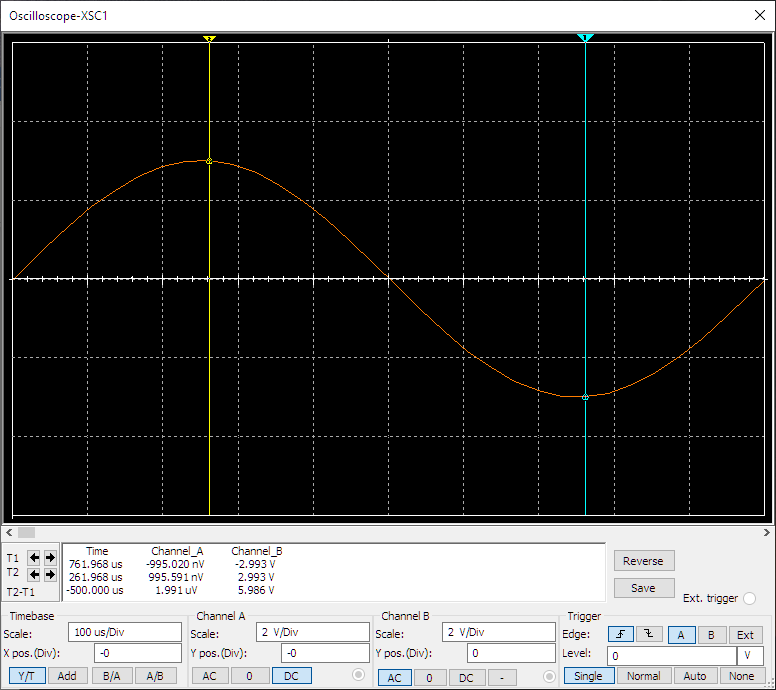 Oscilloscope-XSC1
2
1
Time Channel_A Channel_B
T1 761.968 us -995.020 nV -2.993 V
T2 261.968 us 995.591 nV 2.993 V
T2-T1 -500.000 us 1.991 uV 5.986 V
Reverse
Save
Ext. trigger
Timebase
Scale: 100 us/Div
X pos.(Div): -0
Y/T Add B/A A/B
Channel A
Scale: 2 V/Div
Y pos.(Div): -0
AC 0 DC
Channel B
Scale: 2 V/Div
Y pos.(Div): 0
AC 0 DC -
Trigger
Edge: A B Ext
Level: 0 V
Single Normal Auto None